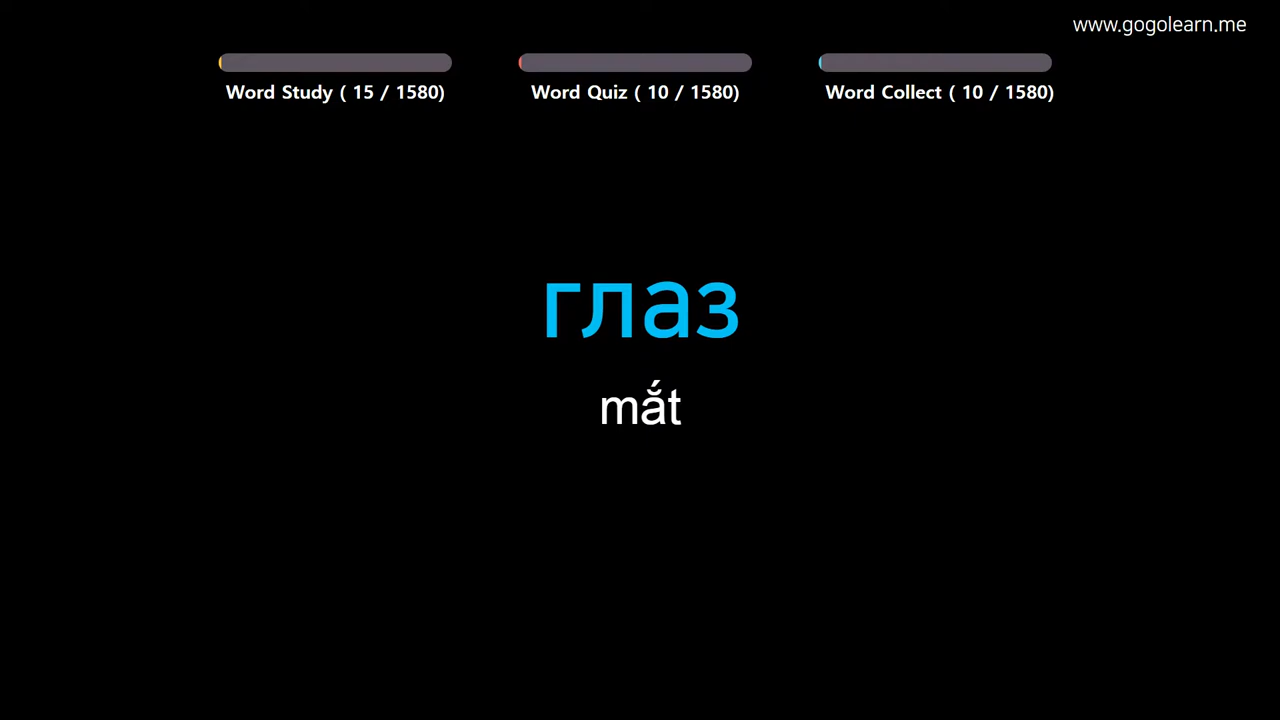 www.gogolearn.me
Word Study ( 15 / 1580)
Word Quiz ( 10 / 1580)
Word Collect ( 10 / 1580)
глаз
mắt